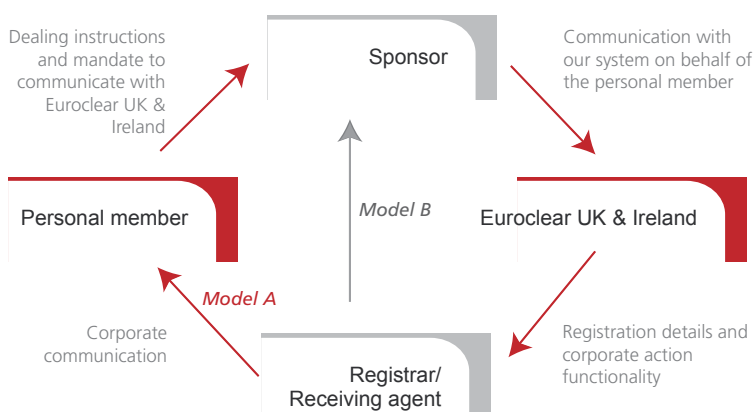 Dealing instructions
and mandate to
communicate with
Euroclear UK &
Ireland
Sponsor
Communication with
our system on behalf of
the personal member
Personal member
Model B
Euroclear UK & Ireland
Model A
Corporate
communication
Registrar/
Receiving agent
Registration details and
corporate action
functionality